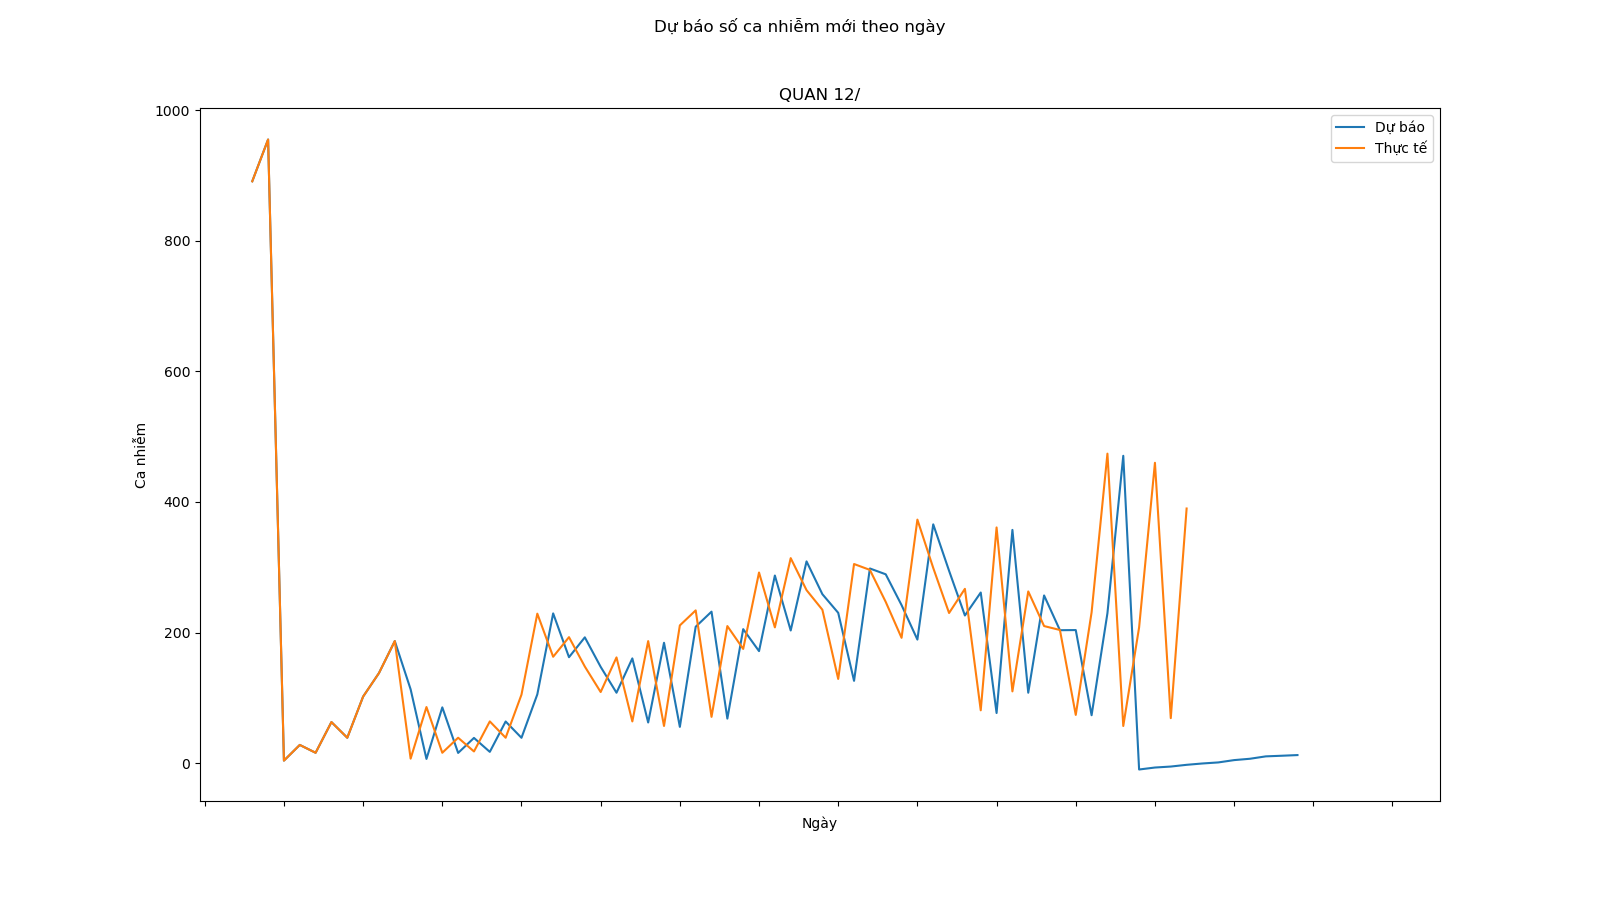 Dự báo số ca nhiễm mới theo ngày
QUAN 12/
1000
800
600
400
200
0
Ca nhiễm
Dự báo
Thực tế
Ngày